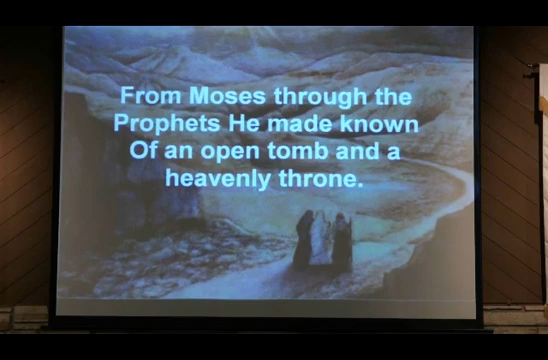 From Moses through the
Prophets He made known
Of an open tomb and a
heavenly throne.